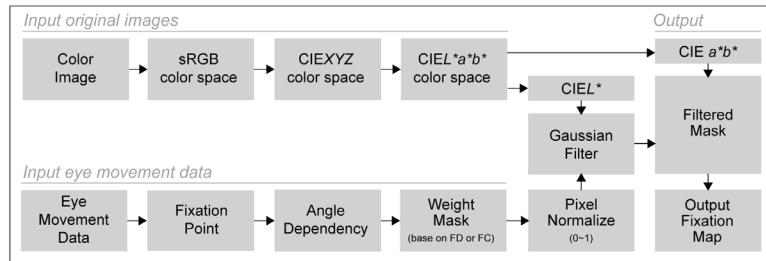 Input original images
Output
Color
Image
sRGB
color space
CIEXYZ
color space
CIEL*a*b*
color space
CIE a*b*
CIEL*
Gaussian
Filter
Filtered
Mask
Input eye movement data
Eye
Movement
Data
Fixation
Point
Angle
Dependency
Weight
Mask
(base on FD or FC)
Pixel
Normalize
(0~1)
Output
Fixation
Map